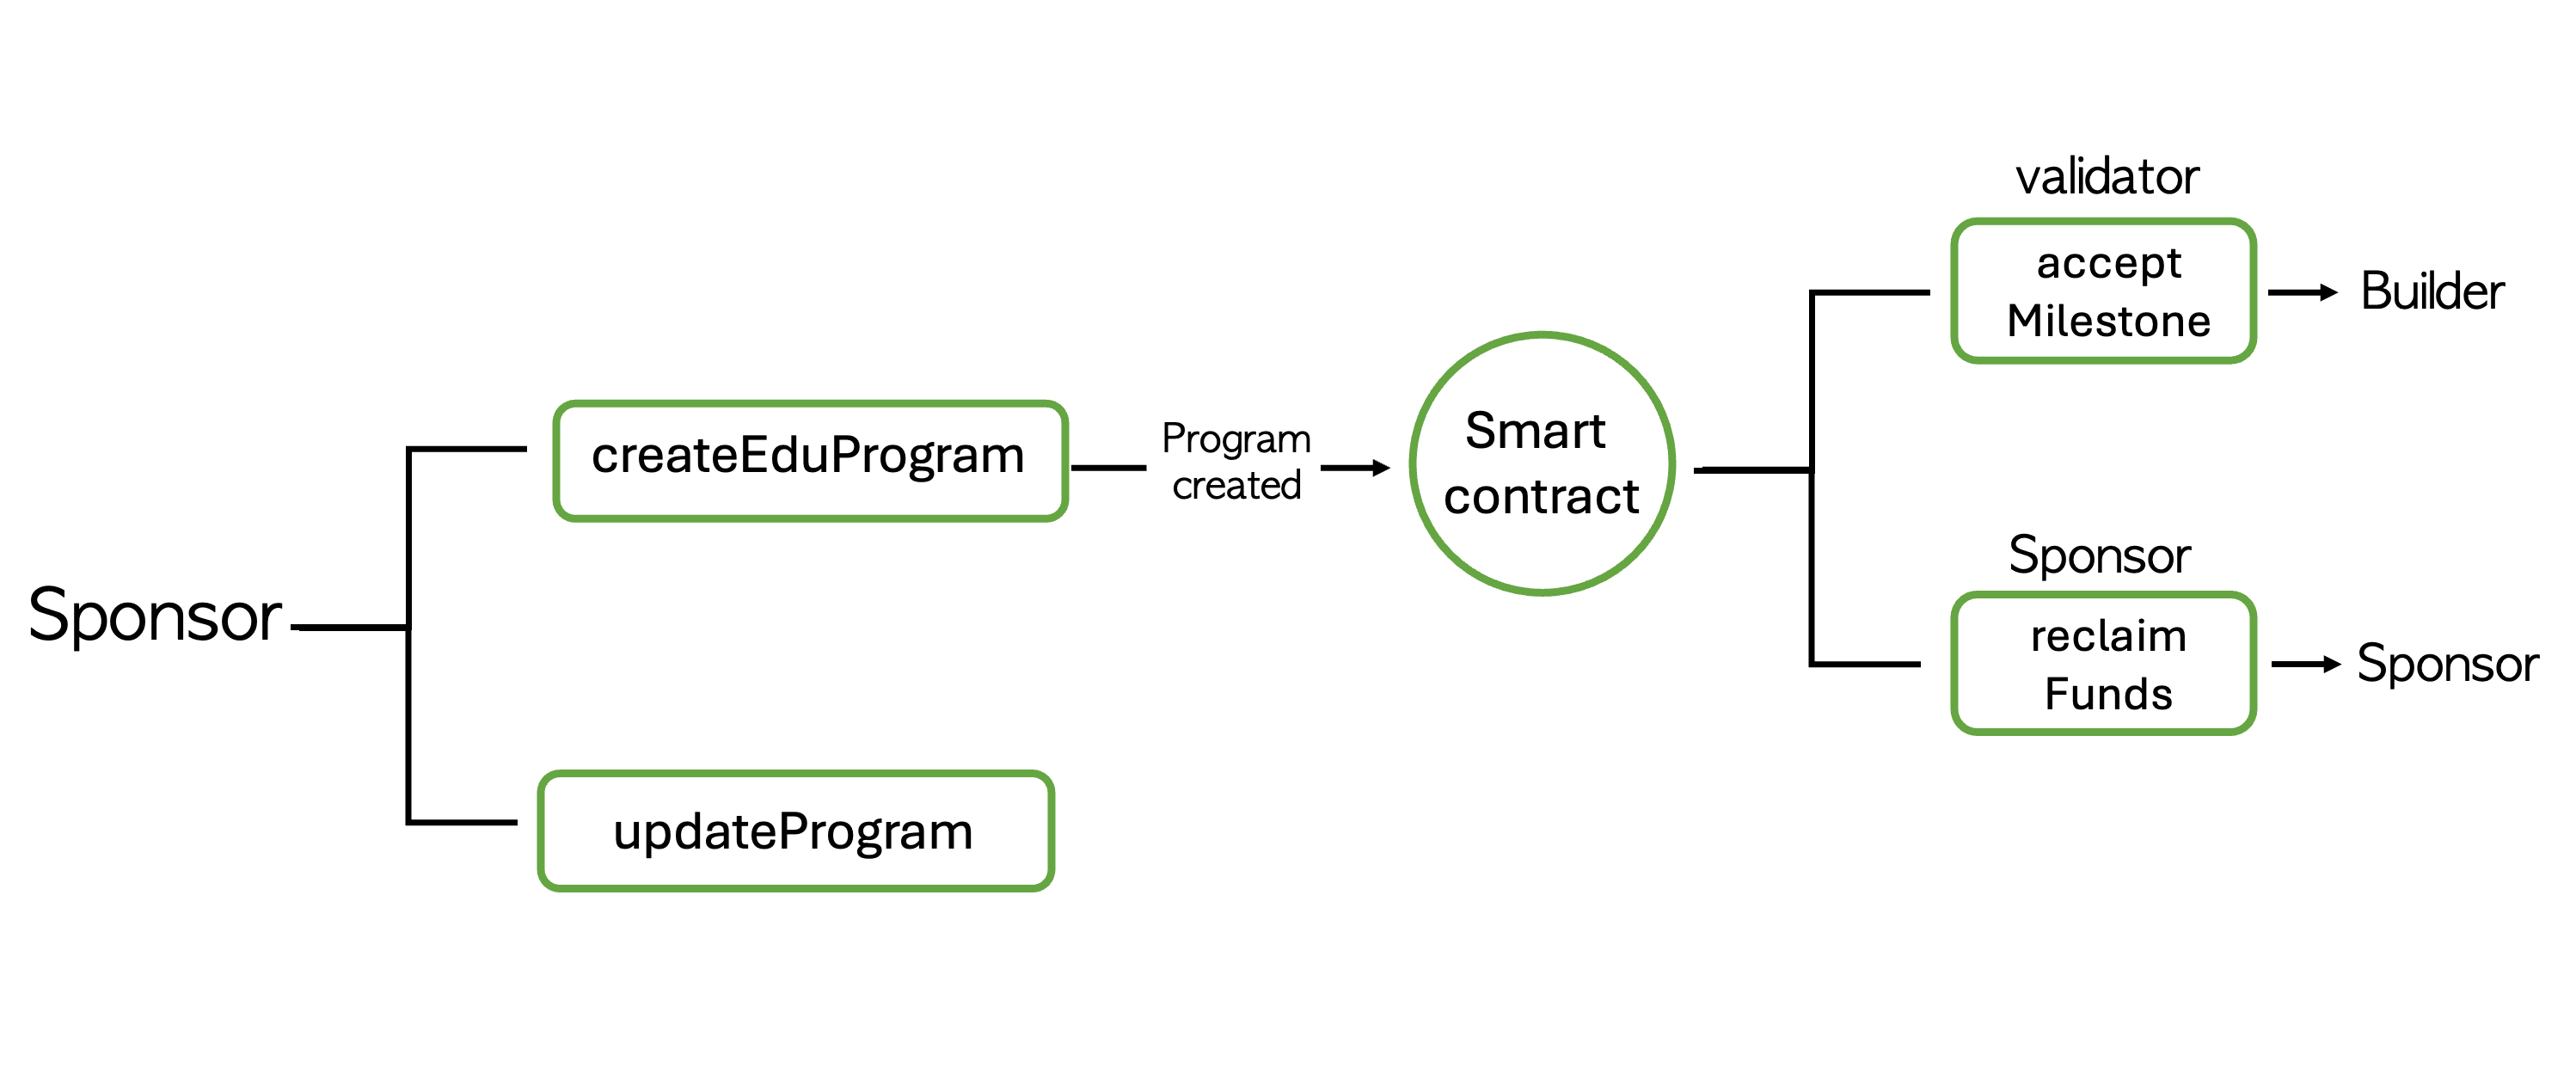 Sponsor
createEduProgram
updateProgram
Program
created
Smart
contract
validator
accept
Milestone
Builder
Sponsor
reclaim
Funds
Sponsor